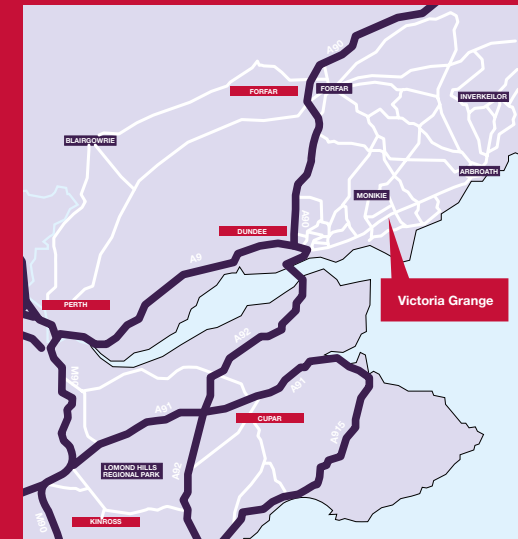 A90
FORFAR
FORFAR
INVERKEILOR
BLAIRGOWRIE
ARBROATH
MONIKIE
A90
DUNDEE
A9
Victoria Grange
PERTH
A92
M90
A91
A91
CUPAR
A915
LOMOND HILLS
REGIONAL PARK
A92
KINROSS
M90